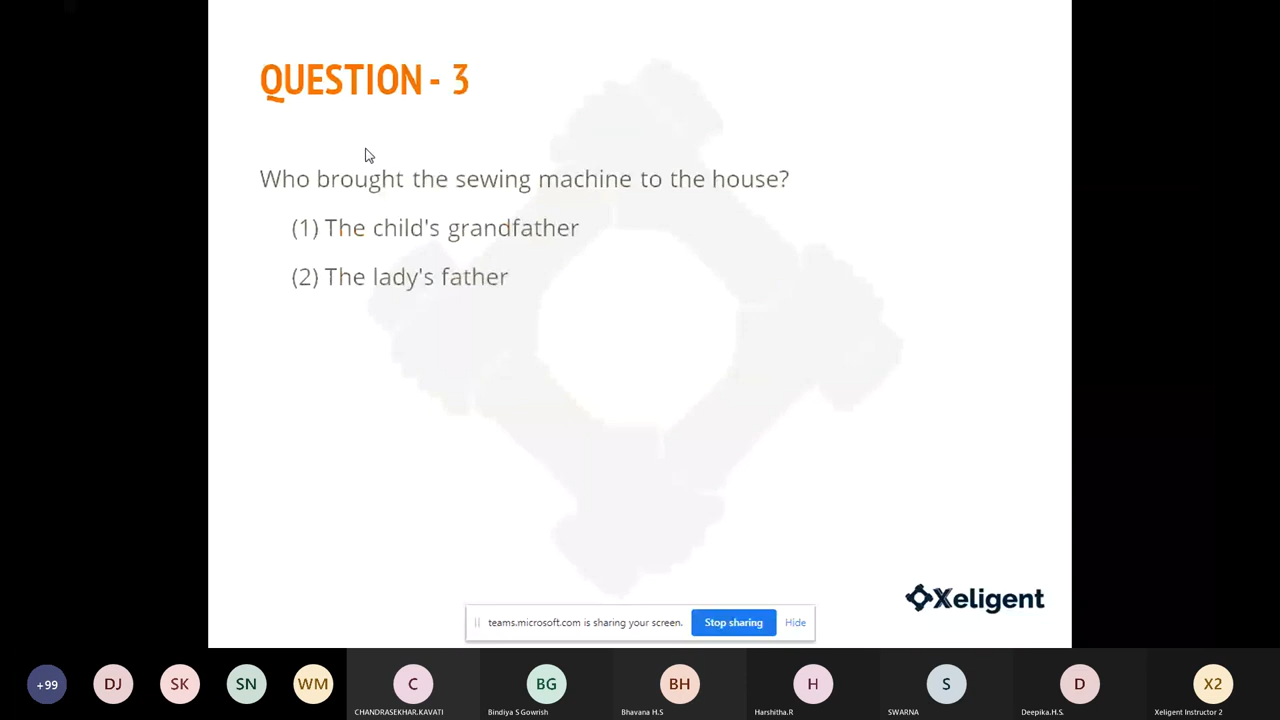 QUESTION - 3
Who brought the sewing machine to the house?
(1) The child's grandfather
(2) The lady's father
Xeligent
teams.microsoft.com is sharing your screen. Stop sharing Hide
+99 DJ SK SN WM C BG BH H S D X2
CHANDRASEKHAR.KAVATI Bindiya S Gowrish Bhavana H.S Harshitha.R SWARNA Deepika.H.S. Xeligent Instructor 2